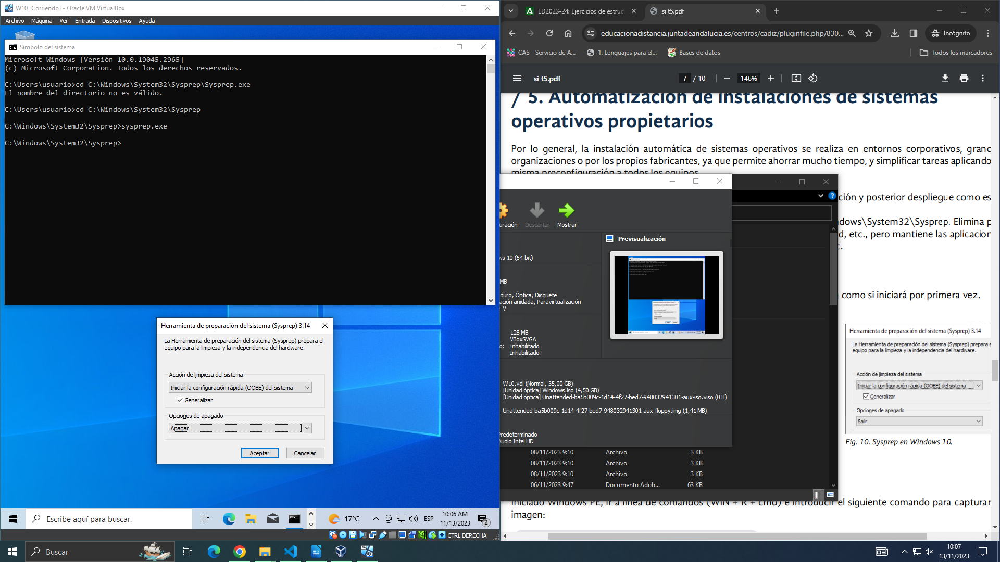 W10 [Corriendo] - Oracle VM VirtualBox
Archivo Máquina Ver Entrada Dispositivos Ayuda
Símbolo del sistema
Microsoft Windows [Versión 10.0.19045.2965]
(c) Microsoft Corporation. Todos los derechos reservados.
C:\Users\usuario>cd C:\Windows\System32\Sysprep\Sysprep.exe
El nombre del directorio no es válido.
C:\Users\usuario>cd C:\Windows\System32\Sysprep
C:\Windows\System32\Sysprep>sysprep.exe
C:\Windows\System32\Sysprep>
Herramienta de preparación del sistema (Sysprep) 3.14
La Herramienta de preparación del sistema (Sysprep) prepara el
equipo para la limpieza y la independencia del hardware.
Acción de limpieza del sistema
Iniciar la configuración rápida (OOBE) del sistema
Generalizar
Opciones de apagado
Apagar
Aceptar Cancelar
Escribe aquí para buscar.
17°C
ESP
10:06 AM
11/13/2023
2
CTRL DERECHA
ED2023-24: Ejercicios de estruc
si t5.pdf
educacionadistancia.juntadeandalucia.es/centros/cadiz/pluginfile.php/830...
Incógnito
CAS - Servicio de A...
1. Lenguajes para el...
Bases de datos
Todos los marcadores
si t5.pdf
7 / 10
146%
/ 5. Automatización de instalaciones de sistemas
operativos propietarios
Por lo general, la instalación automática de sistemas operativos se realiza en entornos corporativos, granc
organizaciones o por los propios fabricantes, ya que permite ahorrar mucho tiempo, y simplificar tareas aplicando
misma preconfiguración a todos los equipos.
ción y posterior despliegue como es
dows\System32\Sysprep. Elimina p
d, etc., pero mantiene las aplicacion
c.
como si iniciará por primera vez.
Herramienta de preparación del sistema (Sysprep) 3.14
La Herramienta de preparación del sistema (Sysprep) prepara e
equipo para la limpieza y la independencia del hardware.
Acción de limpieza del sistema
Iniciar la configuración rápida (OOBE) del sistema
Generalizar
Opciones de apagado
Salir
Fig. 10. Sysprep en Windows 10.
Iniciado Windows PE, ir a línea de comandos (WIN + R + cmd) e introducir el siguiente comando para capturar
imagen:
uración Descartar Mostrar
Previsualización
ws 10 (64-bit)
MB
duro, Óptica, Disquete
ación anidada, Paravirtualización
r-V
128 MB
VBoxSVGA
o: Inhabilitado
Inhabilitado
W10.vdi (Normal, 35,00 GB)
[Unidad óptica] Windows.iso (4,50 GB)
[Unidad óptica] Unattended-ba5b009c-1d14-4f27-bed7-948032941301-aux-iso.viso (0 B)
Unattended-ba5b009c-1d14-4f27-bed7-948032941301-aux-floppy.img (1,41 MB)
Predeterminado
Audio Intel HD
08/11/2023 9:10 Archivo 3 KB
08/11/2023 9:10 Archivo 3 KB
08/11/2023 9:10 Archivo 3 KB
06/11/2023 9:47 Documento Adob... 63 KB
Buscar
10:07
13/11/2023